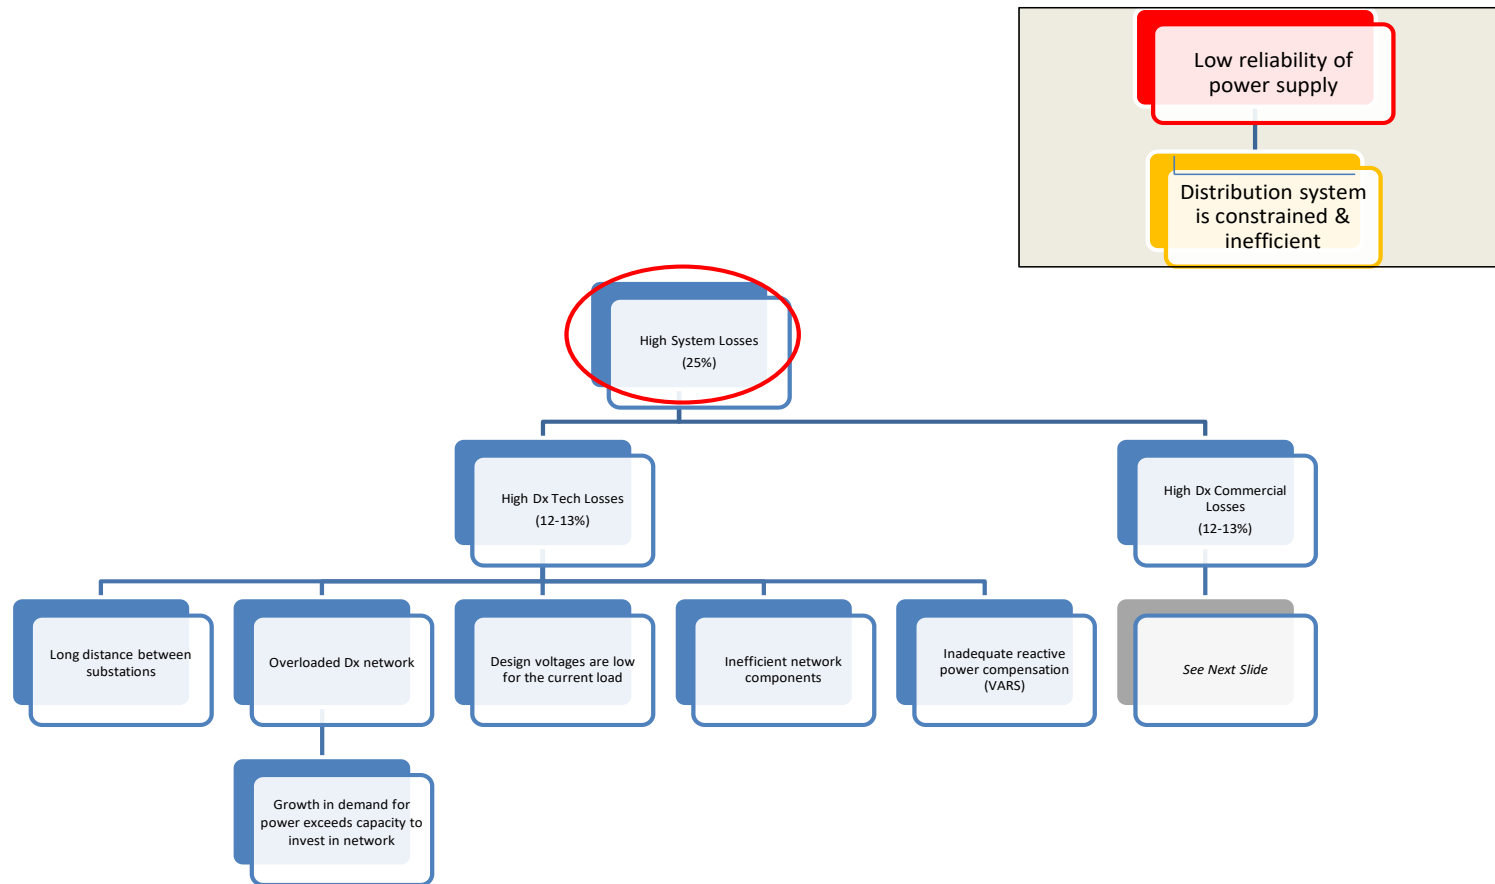 Low reliability of
power supply
Distribution system
is constrained &
inefficient
High System Losses
(25%)
High Dx Tech Losses
(12-13%)
High Dx Commercial
Losses
(12-13%)
Long distance between
substations
Overloaded Dx network
Design voltages are low
for the current load
Inefficient network
components
Inadequate reactive
power compensation
(VARS)
See Next Slide
Growth in demand for
power exceeds capacity to
invest in network